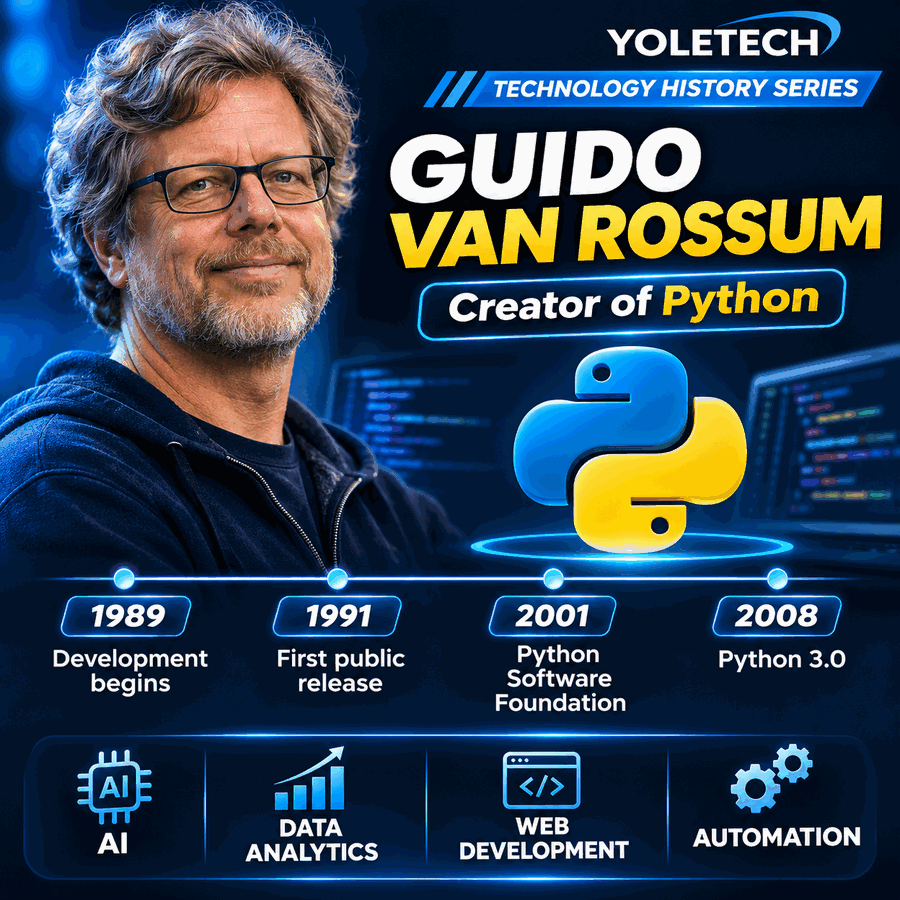 YOLETECH
TECHNOLOGY HISTORY SERIES
GUIDO
VAN ROSSUM
Creator of Python
1989
Development
begins
1991
First public
release
2001
Python
Software
Foundation
2008
Python 3.0
AI
AI
DATA
ANALYTICS
</>
WEB
DEVELOPMENT
AUTOMATION